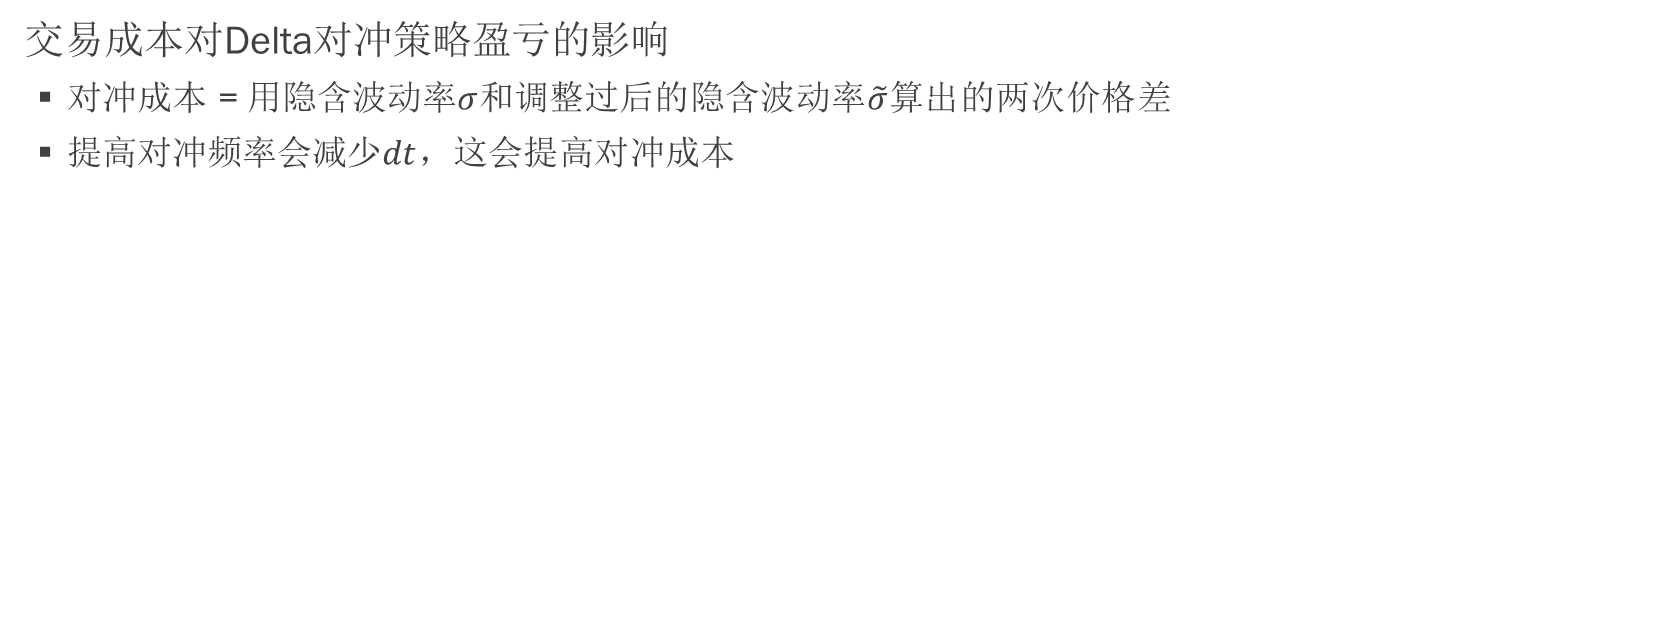 交易成本对Delta对冲策略盈亏的影响
▪ 对冲成本 = 用隐含波动率σ和调整过后的隐含波动率σ̃算出的两次价格差
▪ 提高对冲频率会减少dt，这会提高对冲成本